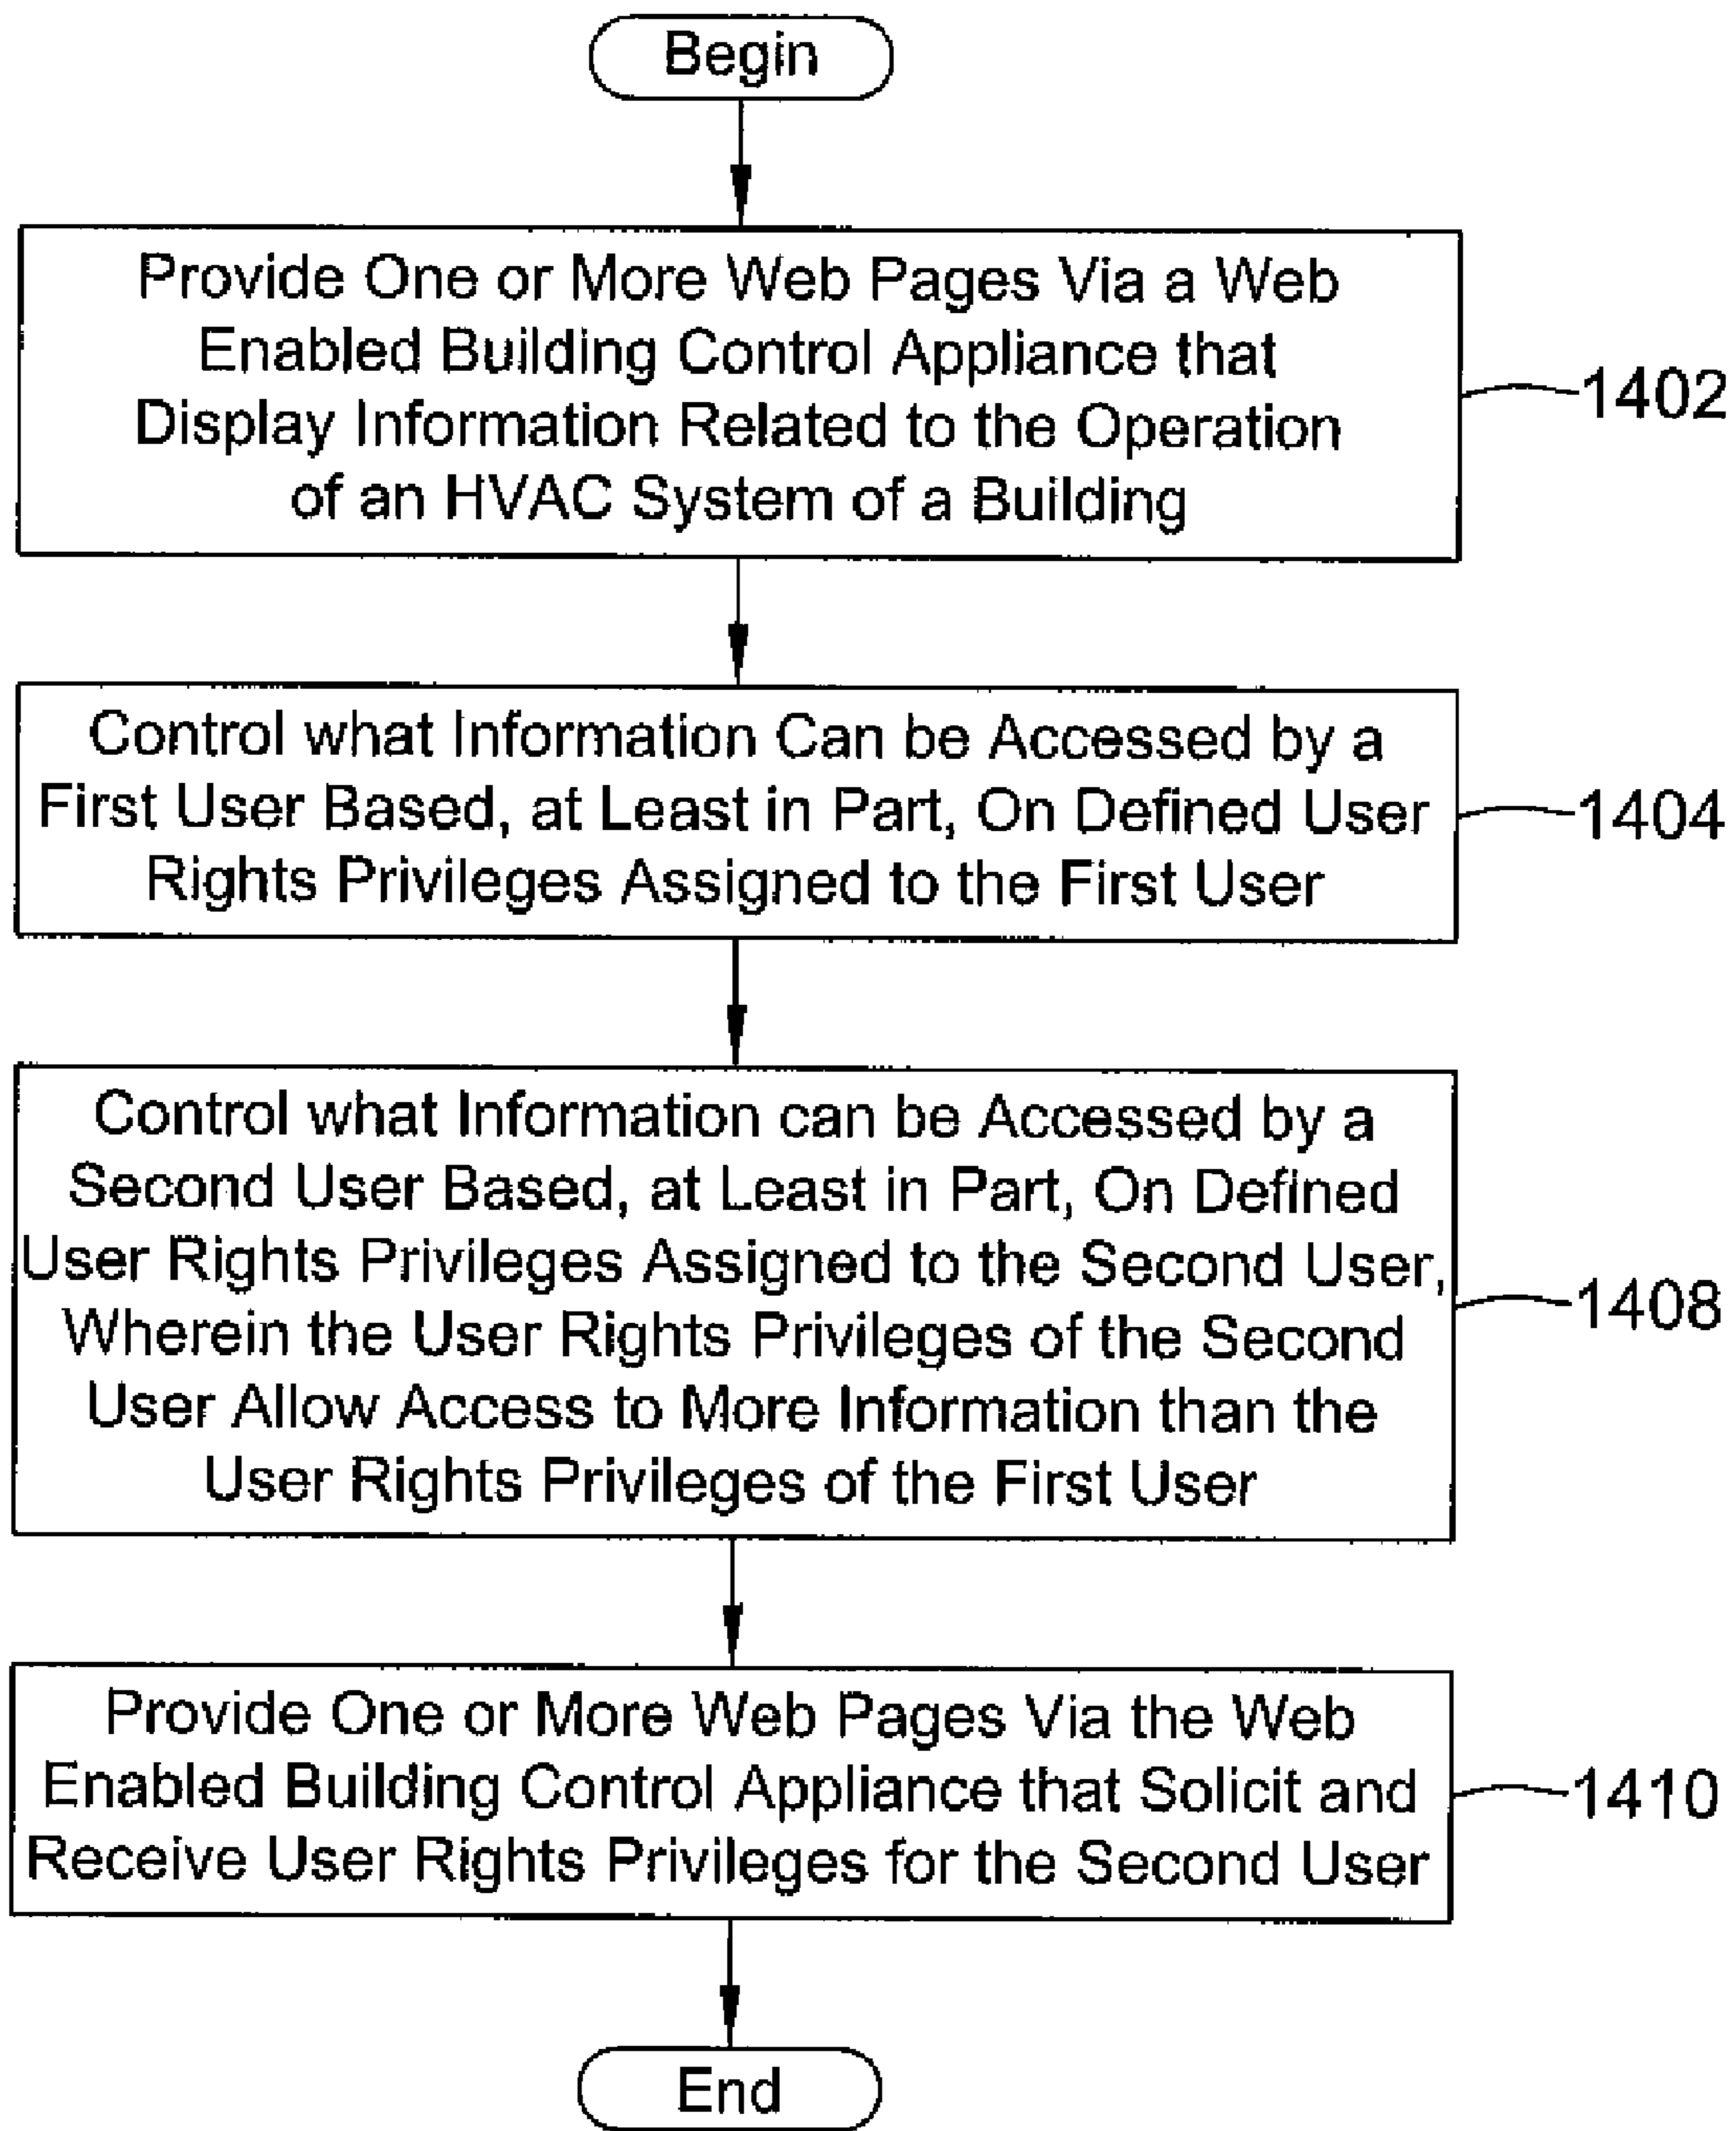 Begin
Provide One or More Web Pages Via a Web
Enabled Building Control Appliance that
Display Information Related to the Operation
of an HVAC System of a Building
1402
Control what Information Can be Accessed by a
First User Based, at Least in Part, On Defined User
Rights Privileges Assigned to the First User
1404
Control what Information can be Accessed by a
Second User Based, at Least in Part, On Defined
User Rights Privileges Assigned to the Second User,
Wherein the User Rights Privileges of the Second
User Allow Access to More Information than the
User Rights Privileges of the First User
1408
Provide One or More Web Pages Via the Web
Enabled Building Control Appliance that Solicit and
Receive User Rights Privileges for the Second User
1410
End